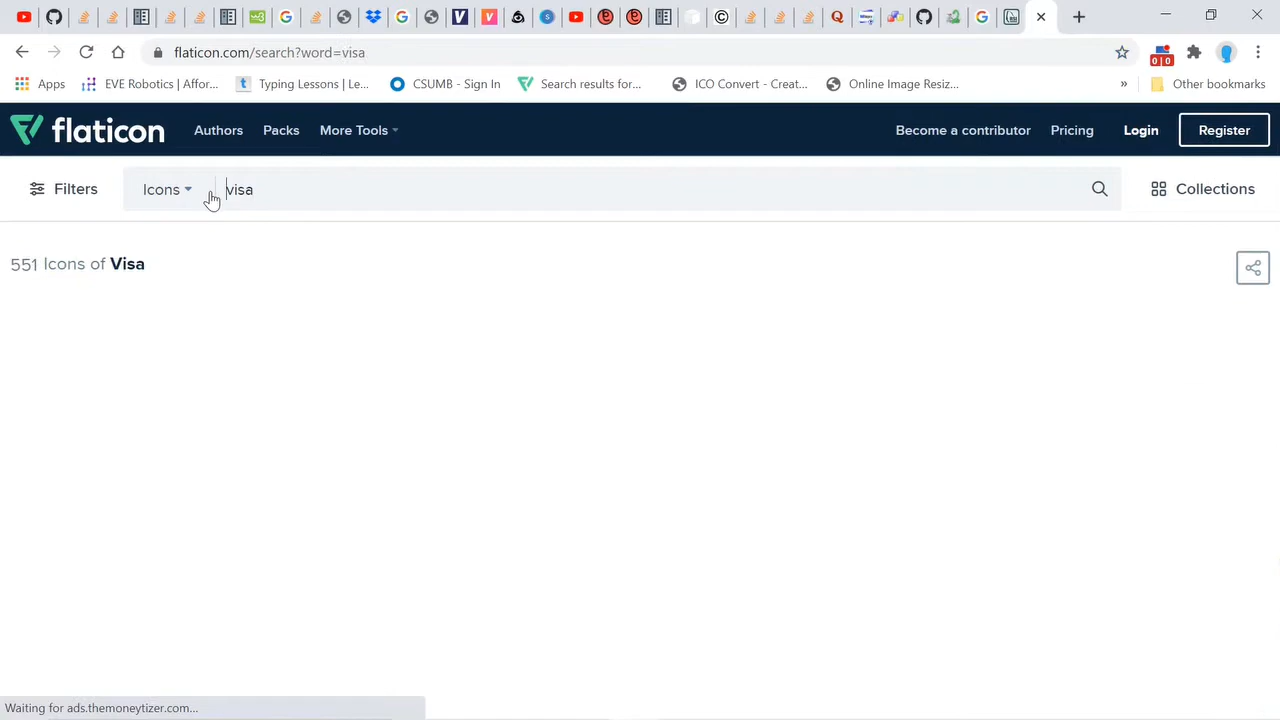 flaticon.com/search?word=visa
0|0
Apps EVE Robotics | Affor... Typing Lessons | Le... CSUMB - Sign In Search results for... ICO Convert - Creat... Online Image Resiz... » Other bookmarks
flaticon Authors Packs More Tools Become a contributor Pricing Login Register
Filters Icons visa Collections
551 Icons of Visa
Waiting for ads.themoneytizer.com...